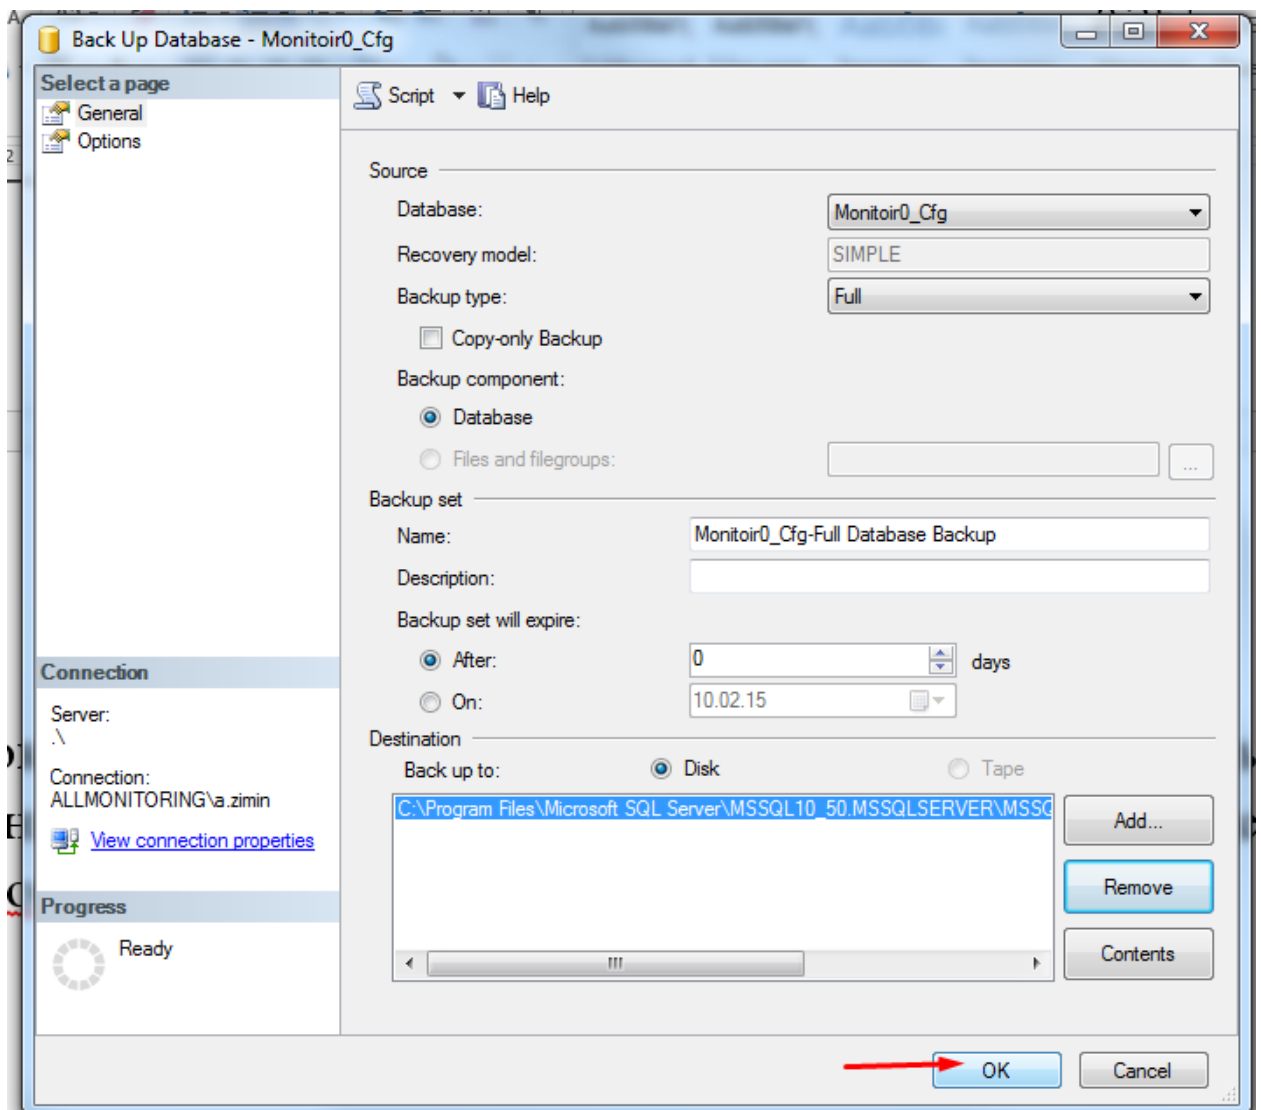 Back Up Database - Monitoir0_Cfg
Select a page
General
Options
Script
Help
Source
Database:
Monitoir0_Cfg
Recovery model:
SIMPLE
Backup type:
Full
Copy-only Backup
Backup component:
Database
Files and filegroups:
...
Backup set
Name:
Monitoir0_Cfg-Full Database Backup
Description:
Backup set will expire:
After:
0
days
On:
10.02.15
Destination
Back up to:
Disk
Tape
C:\Program Files\Microsoft SQL Server\MSSQL10_50.MSSQLSERVER\MSSQ
Add...
Remove
Contents
Connection
Server:
.\
Connection:
ALLMONITORING\a.zimin
View connection properties
Progress
Ready
OK
Cancel